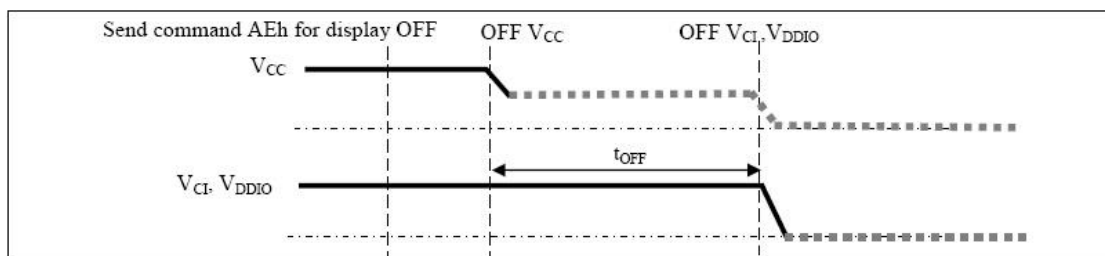 Send command AEh for display OFF OFF VCC OFF VCI ,VDDIO
VCC
tOFF
VCI, VDDIO